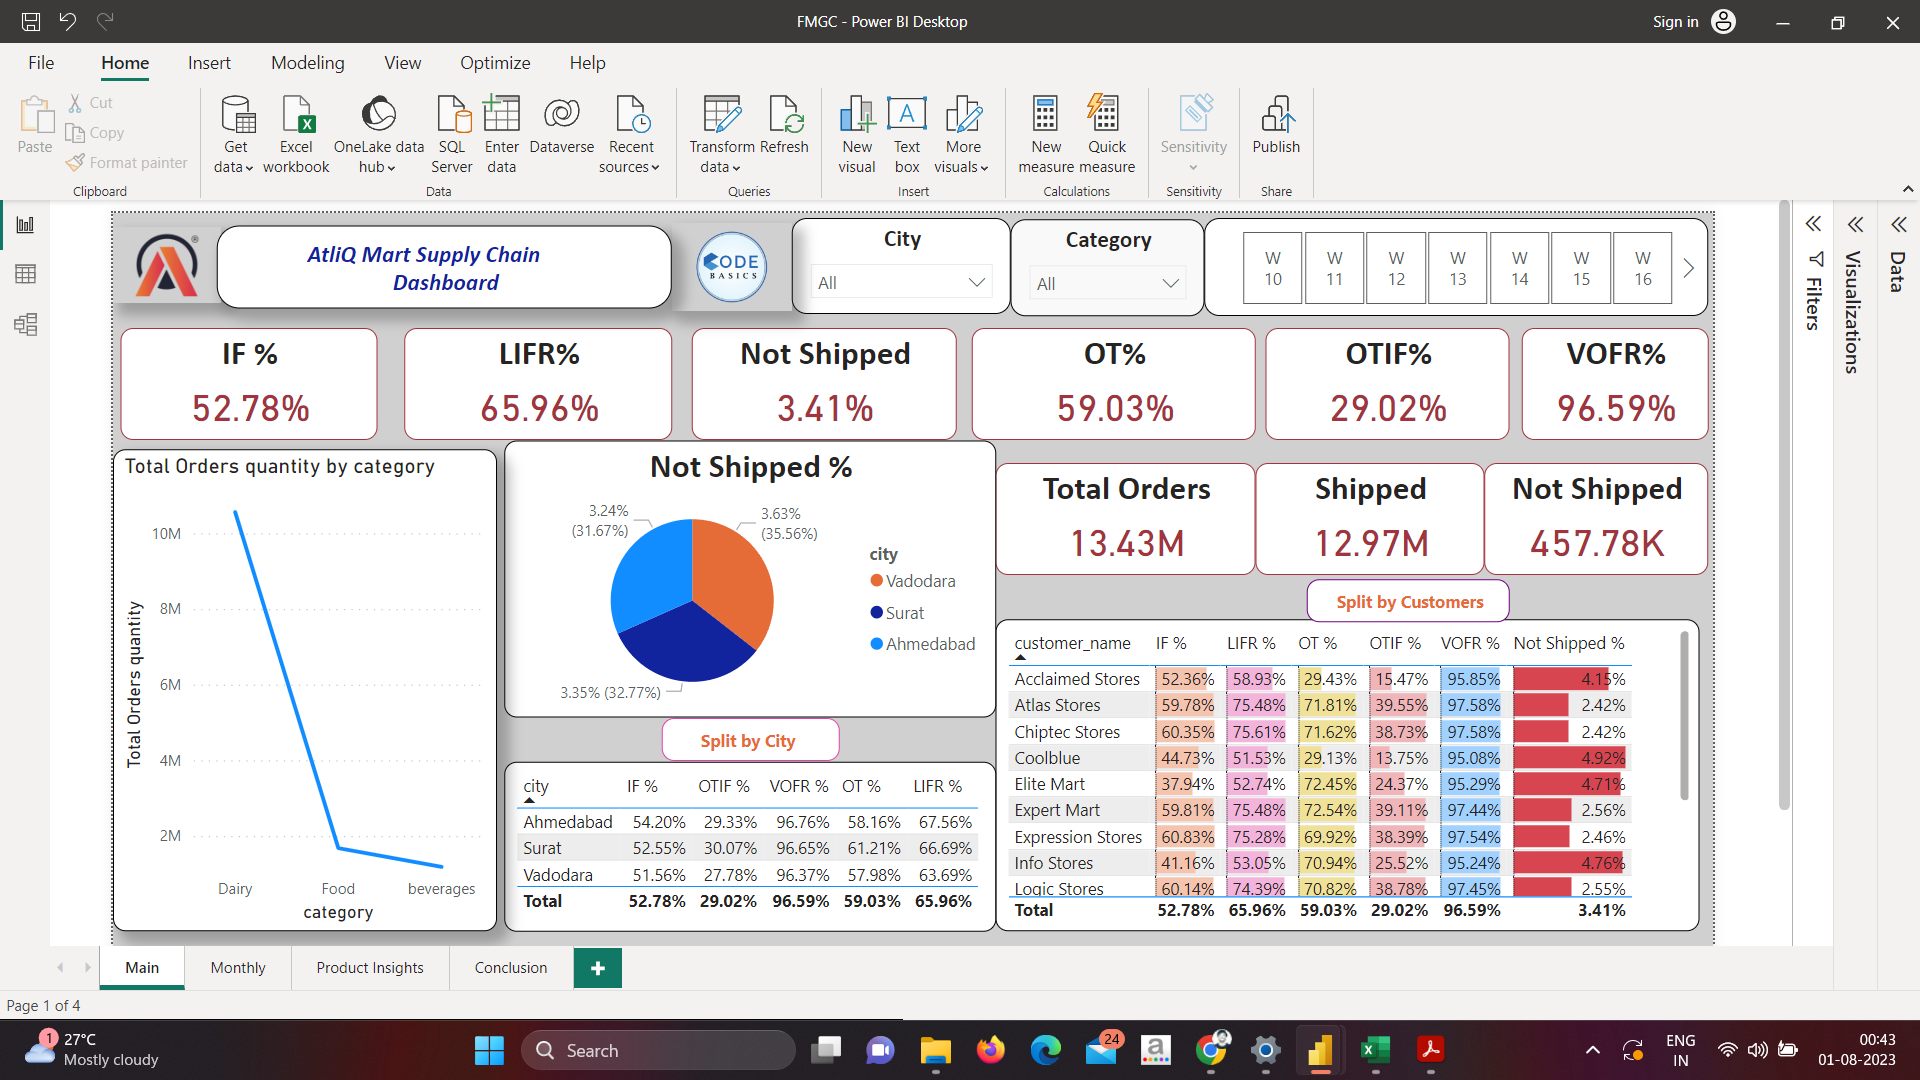 FMGC - Power BI Desktop
Sign in
File Home Insert Modeling View Optimize Help
Paste
Cut
Copy
Format painter
Clipboard
Get data
Excel workbook
OneLake data hub
SQL Server
Enter data
Dataverse
Recent sources
Data
Transform data
Refresh
Queries
New visual
Text box
More visuals
Insert
New measure
Quick measure
Calculations
Sensitivity
Sensitivity
Publish
Share
AtliQ Mart Supply Chain
Dashboard
CODE
BASICS
City
All
Category
All
W 10
W 11
W 12
W 13
W 14
W 15
W 16
Filters
Visualizations
Data
IF %
52.78%
LIFR%
65.96%
Not Shipped
3.41%
OT%
59.03%
OTIF%
29.02%
VOFR%
96.59%
Total Orders quantity by category
Total Orders quantity
10M
8M
6M
4M
2M
Dairy Food beverages
category
Not Shipped %
3.24%
(31.67%)
3.63%
(35.56%)
3.35% (32.77%)
city
Vadodara
Surat
Ahmedabad
Total Orders
13.43M
Shipped
12.97M
Not Shipped
457.78K
Split by City
city IF % OTIF % VOFR % OT % LIFR %
Ahmedabad 54.20% 29.33% 96.76% 58.16% 67.56%
Surat 52.55% 30.07% 96.65% 61.21% 66.69%
Vadodara 51.56% 27.78% 96.37% 57.98% 63.69%
Total 52.78% 29.02% 96.59% 59.03% 65.96%
Split by Customers
customer_name IF % LIFR % OT % OTIF % VOFR % Not Shipped %
Acclaimed Stores 52.36% 58.93% 29.43% 15.47% 95.85% 4.15%
Atlas Stores 59.78% 75.48% 71.81% 39.55% 97.58% 2.42%
Chiptec Stores 60.35% 75.61% 71.62% 38.73% 97.58% 2.42%
Coolblue 44.73% 51.53% 29.13% 13.75% 95.08% 4.92%
Elite Mart 37.94% 52.74% 72.45% 24.37% 95.29% 4.71%
Expert Mart 59.81% 75.48% 72.54% 39.11% 97.44% 2.56%
Expression Stores 60.83% 75.28% 69.92% 38.39% 97.54% 2.46%
Info Stores 41.16% 53.05% 70.94% 25.52% 95.24% 4.76%
Logic Stores 60.14% 74.39% 70.82% 38.78% 97.45% 2.55%
Total 52.78% 65.96% 59.03% 29.02% 96.59% 3.41%
Main Monthly Product Insights Conclusion
Page 1 of 4
1
27°C
Mostly cloudy
Search
24
a
ENG
IN
00:43
01-08-2023